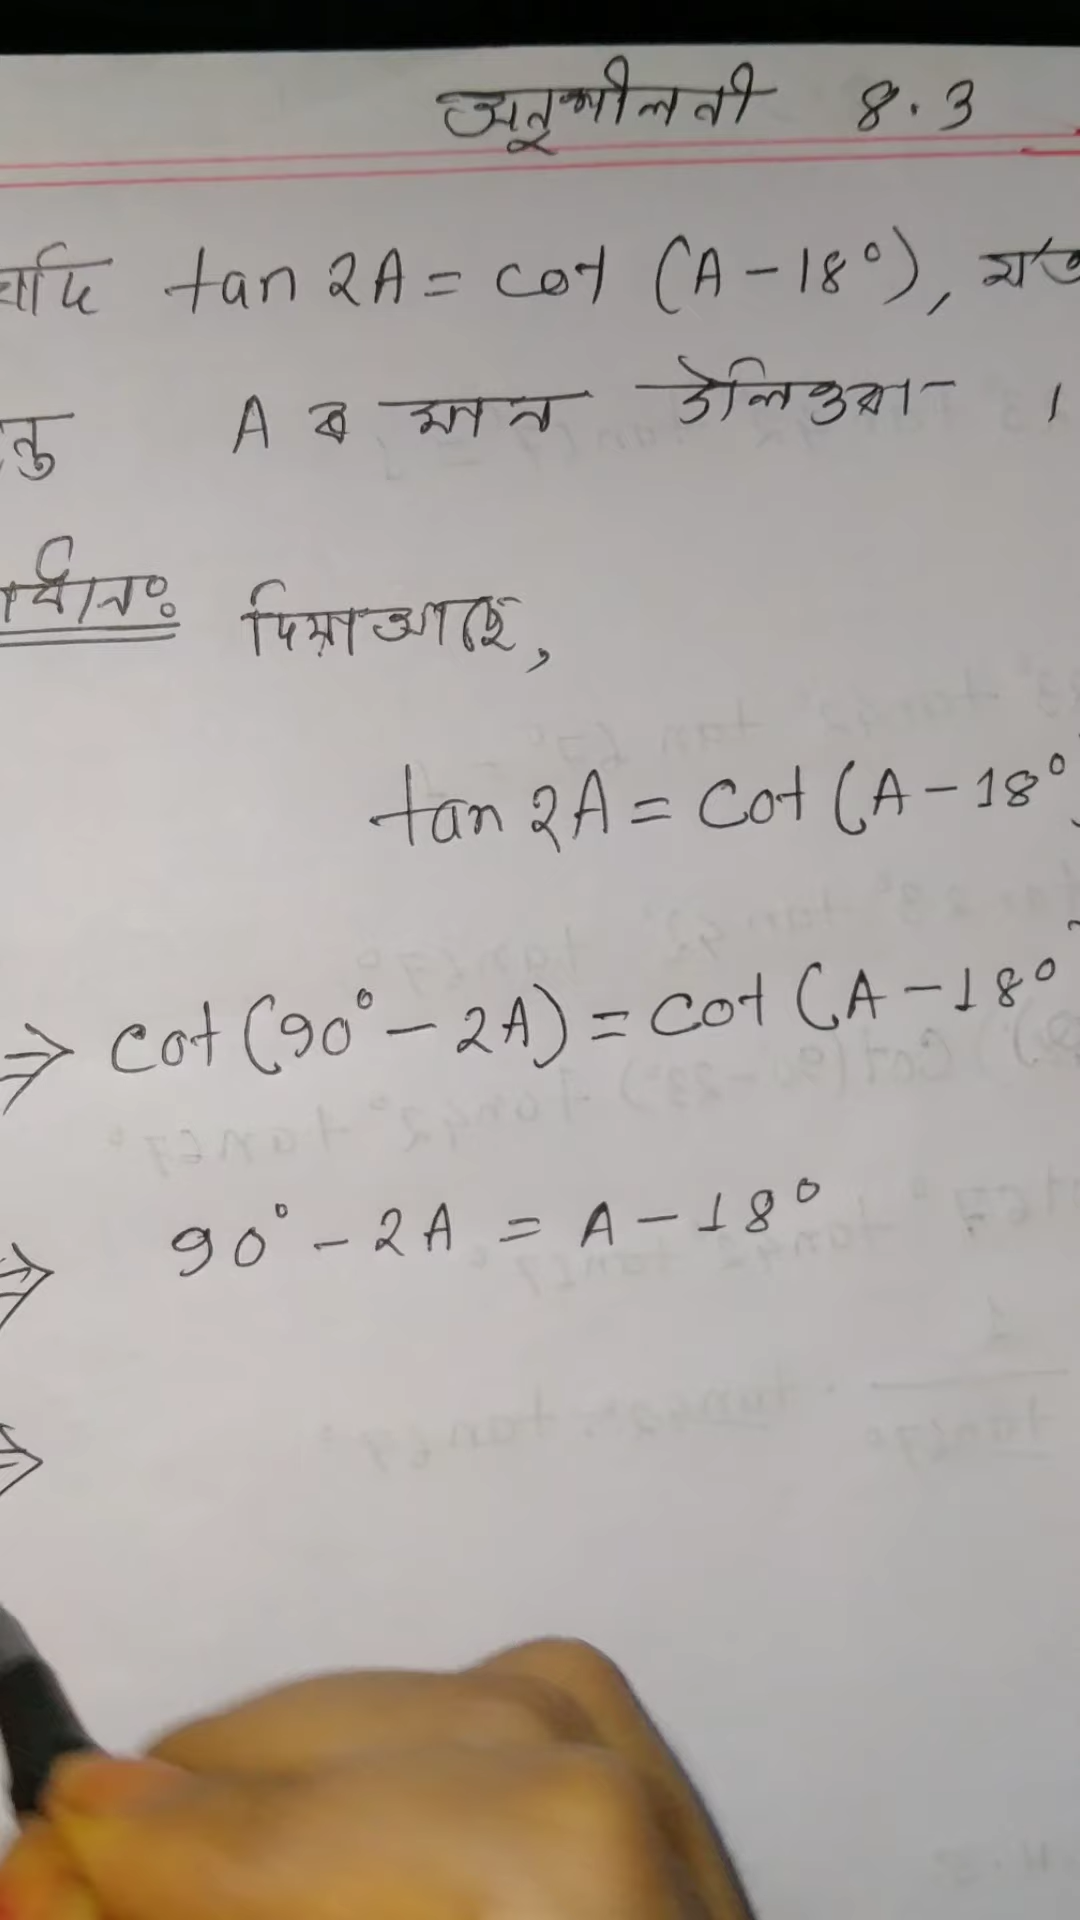 অনুশীলনী 8.3
যদি tan 2A = cot (A - 18°),
A ৰ মান উলিওৱা ।
দিয়া আছে,
tan 2A = cot (A - 18°
⇒ cot (90° - 2A) = cot (A - 18°
⇒ 90° - 2A = A - 18°
⇒